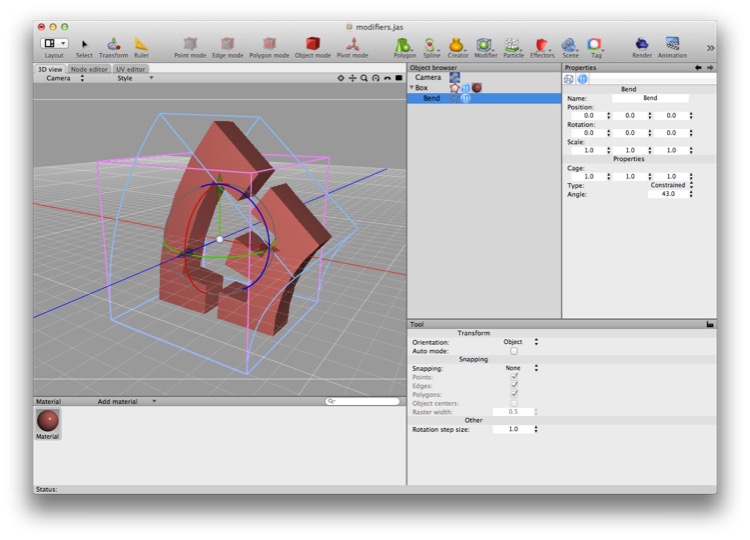 modifiers.jas
Layout Select Transform Ruler Point mode Edge mode Polygon mode Object mode Pivot mode Polygon Spline Creator Modifier Particle Effectors Scene Tag Render Animation
3D view Node editor UV editor
Camera Style
Object browser
Camera
Box
Bend
Properties
Bend
Name: Bend
Position:
0.0 0.0 0.0
Rotation:
0.0 0.0 0.0
Scale:
1.0 1.0 1.0
Properties
Cage:
1.0 1.0 1.0
Type: Constrained
Angle: 43.0
Tool
Transform
Orientation: Object
Auto mode:
Snapping
Snapping: None
Points:
Edges:
Polygons:
Object centers:
Raster width: 0.5
Other
Rotation step size: 1.0
Material Add material
Material
Status: